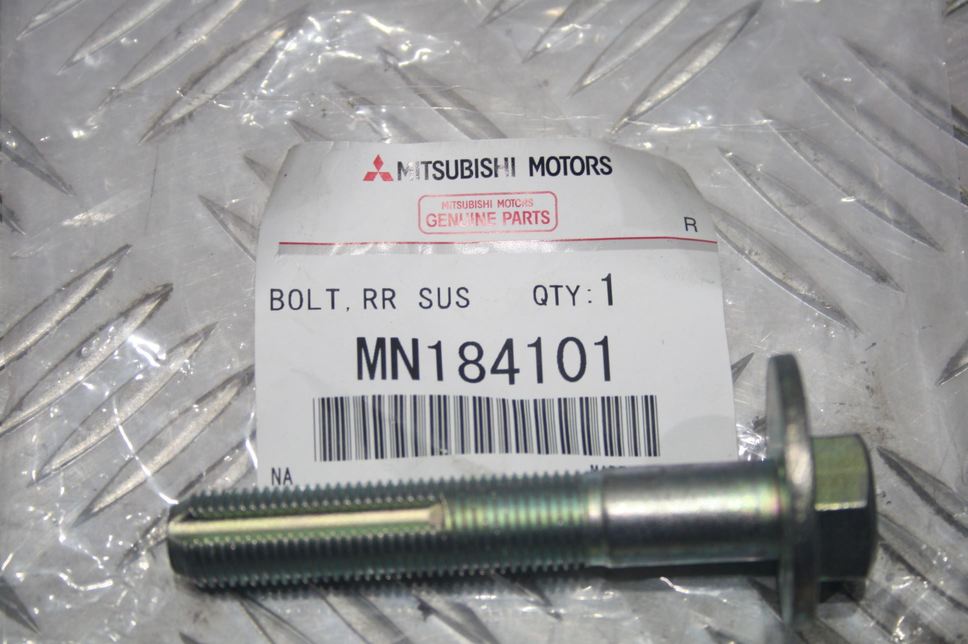 MITSUBISHI MOTORS
MITSUBISHI MOTORS
GENUINE PARTS
R
BOLT, RR SUS QTY:1
MN184101
NA